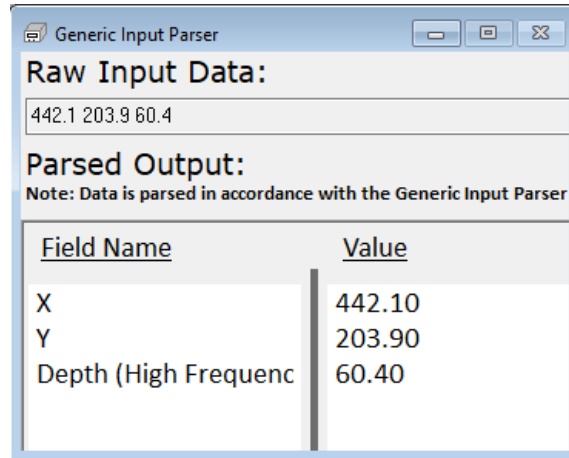 Generic Input Parser
Raw Input Data:
442.1 203.9 60.4
Parsed Output:
Note: Data is parsed in accordance with the Generic Input Parser
Field Name Value
X 442.10
Y 203.90
Depth (High Frequenc 60.40